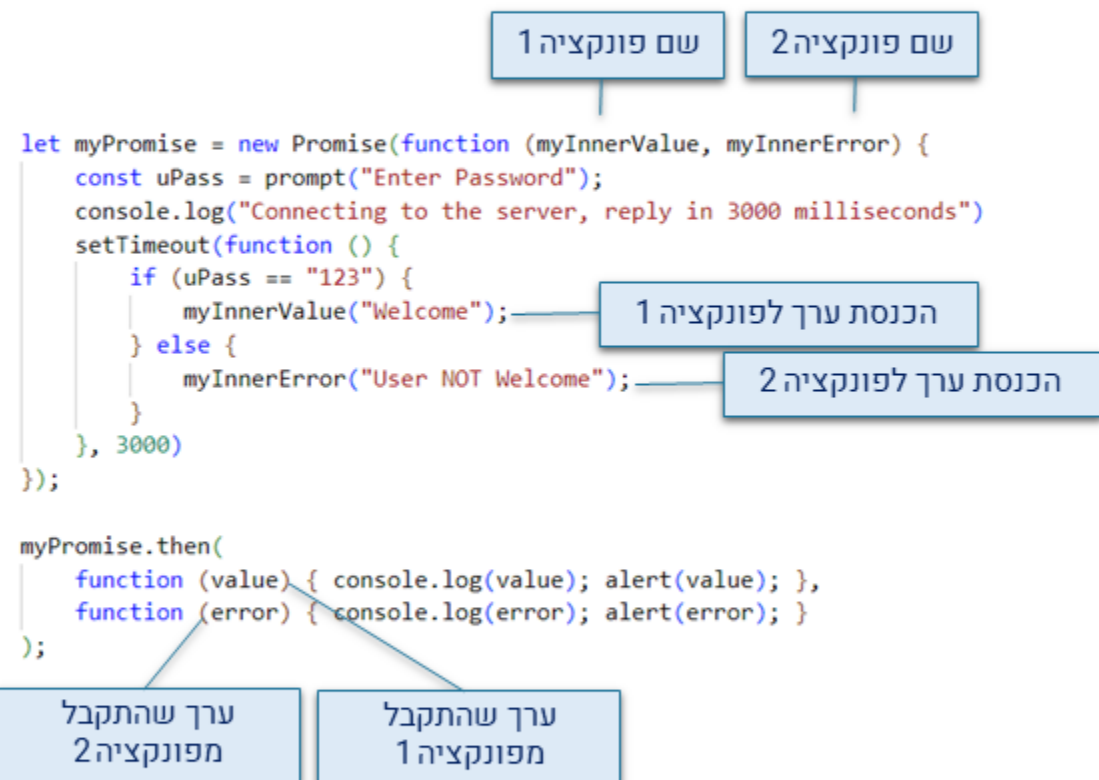 שם פונקציה 1
שם פונקציה 2
let myPromise = new Promise(function (myInnerValue, myInnerError) {
    const uPass = prompt("Enter Password");
    console.log("Connecting to the server, reply in 3000 milliseconds")
    setTimeout(function () {
        if (uPass == "123") {
            myInnerValue("Welcome");
הכנסת ערך לפונקציה 1
        } else {
            myInnerError("User NOT Welcome");
הכנסת ערך לפונקציה 2
        }
    }, 3000)
});
myPromise.then(
    function (value) { console.log(value); alert(value); },
    function (error) { console.log(error); alert(error); }
);
ערך שהתקבל
מפונקציה 2
ערך שהתקבל
מפונקציה 1